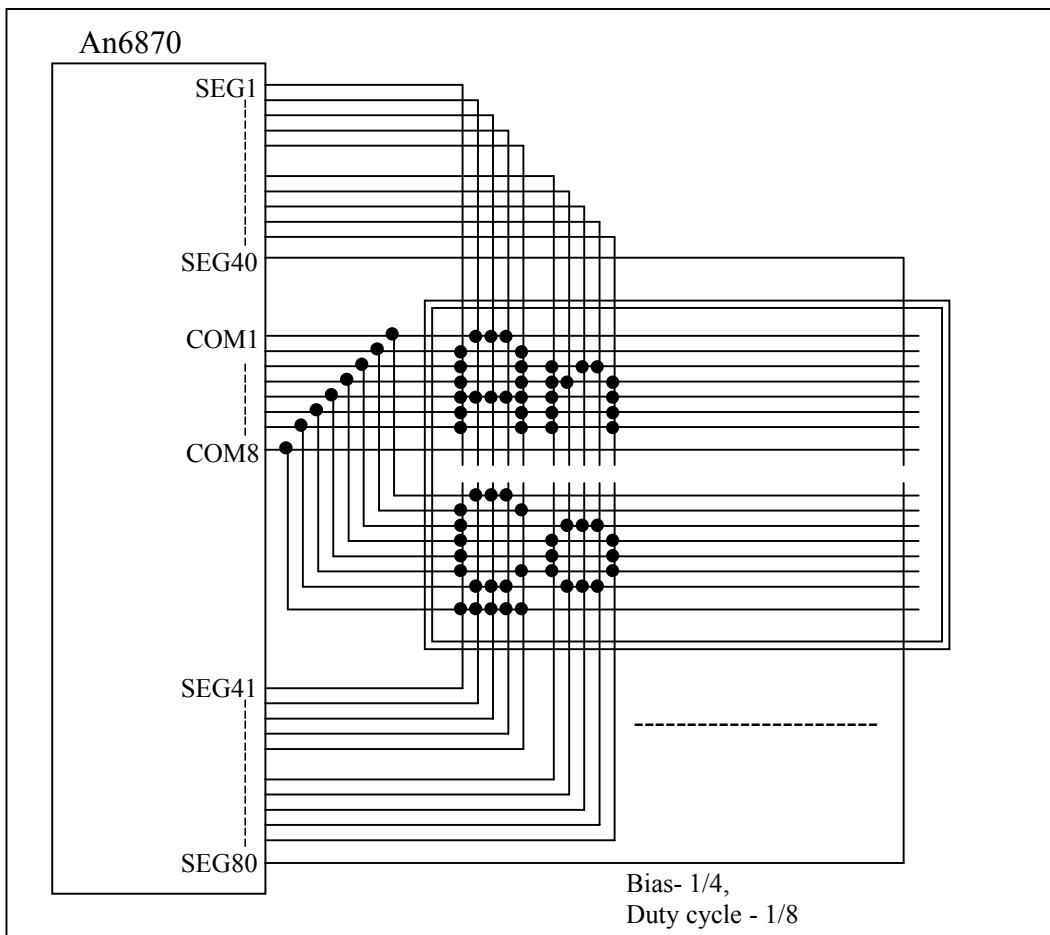 An6870
SEG1
SEG40
COM1
COM8
SEG41
SEG80
Bias- 1/4,
Duty cycle - 1/8